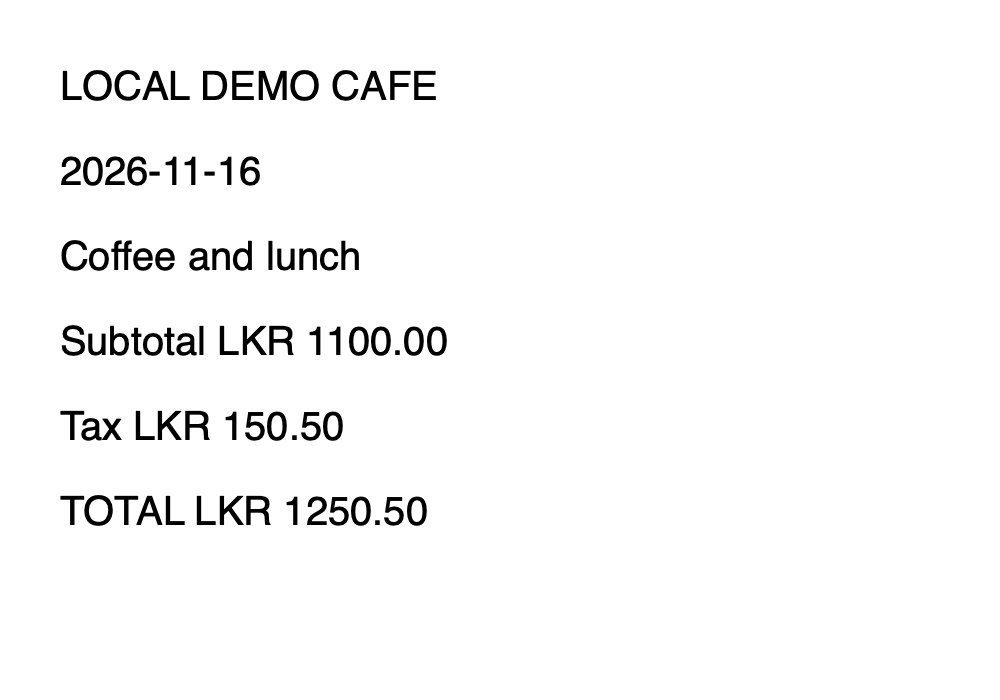 LOCAL DEMO CAFE
2026-11-16
Coffee and lunch
Subtotal LKR 1100.00
Tax LKR 150.50
TOTAL LKR 1250.50